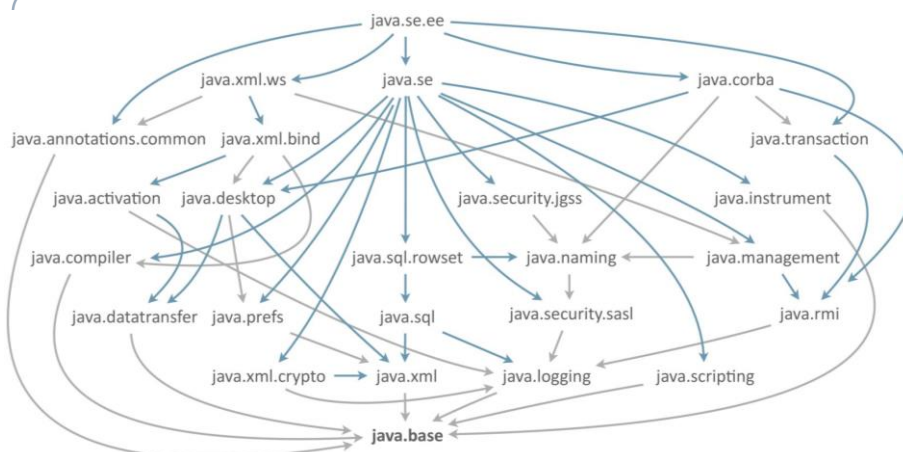 java.se.ee
java.xml.ws java.se java.corba
java.annotations.common java.xml.bind java.transaction
java.activation java.desktop java.security.jgss java.instrument
java.compiler java.sql.rowset java.naming java.management
java.datatransfer java.prefs java.sql java.security.sasl java.rmi
java.xml.crypto java.xml java.logging java.scripting
java.base